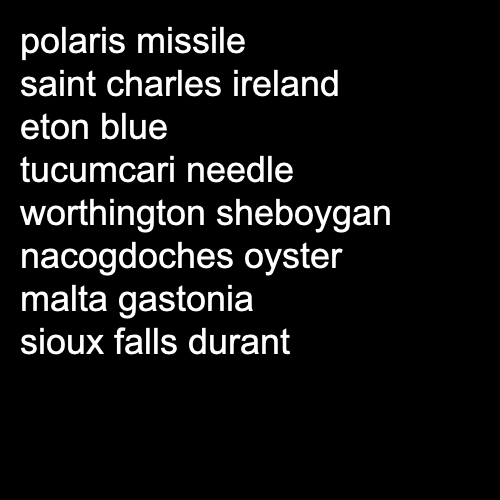 polaris missile
saint charles ireland
eton blue
tucumcari needle
worthington sheboygan
nacogdoches oyster
malta gastonia
sioux falls durant